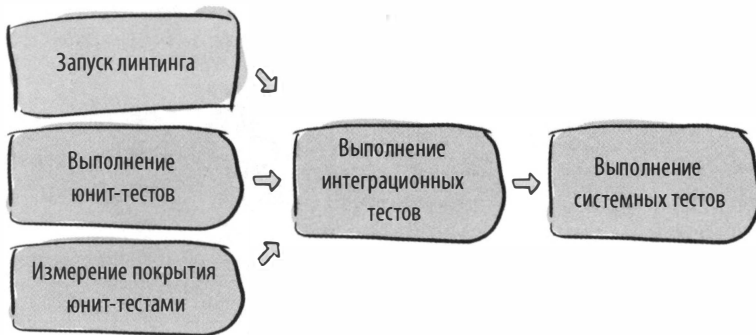 Запуск линтинга
Выполнение
юнит-тестов
Измерение покрытия
юнит-тестами
Выполнение
интеграционных
тестов
Выполнение
системных тестов